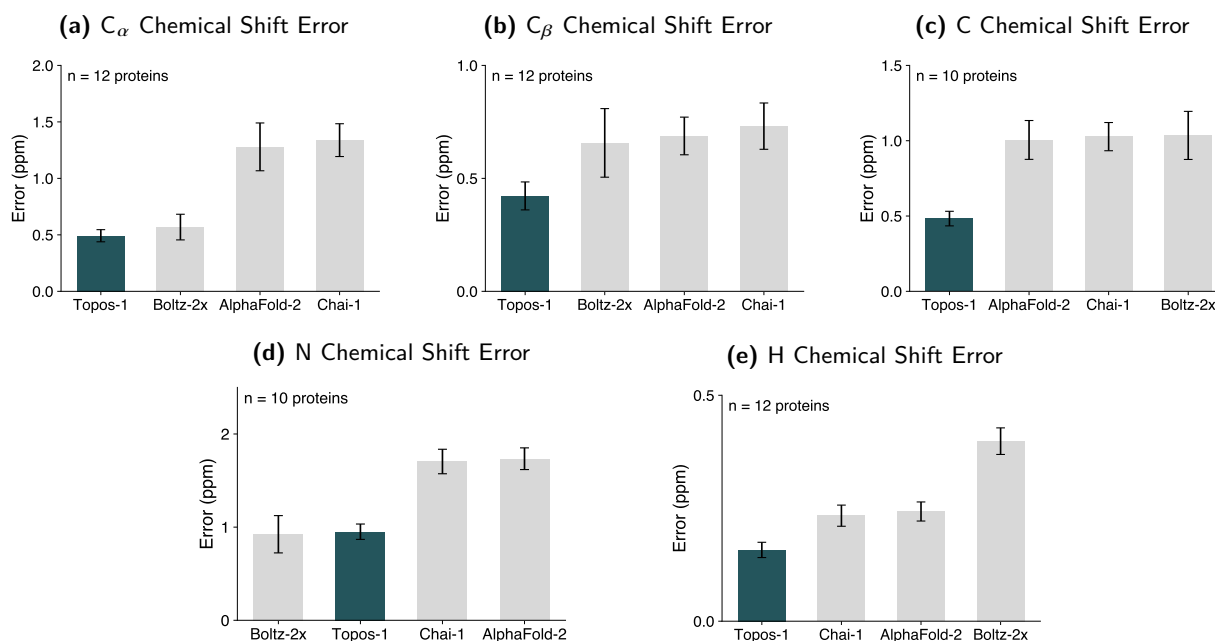 (a) Cα Chemical Shift Error
2.0
n = 12 proteins
1.5
1.0
0.5
0.0
Error (ppm)
Topos-1 Boltz-2x AlphaFold-2 Chai-1
(b) Cβ Chemical Shift Error
1.0
n = 12 proteins
0.5
0.0
Error (ppm)
Topos-1 Boltz-2x AlphaFold-2 Chai-1
(c) C Chemical Shift Error
1.5
n = 10 proteins
1.0
0.5
0.0
Error (ppm)
Topos-1 AlphaFold-2 Chai-1 Boltz-2x
(d) N Chemical Shift Error
n = 10 proteins
2
1
0
Error (ppm)
Boltz-2x Topos-1 Chai-1 AlphaFold-2
(e) H Chemical Shift Error
0.5
n = 12 proteins
0.0
Error (ppm)
Topos-1 Chai-1 AlphaFold-2 Boltz-2x